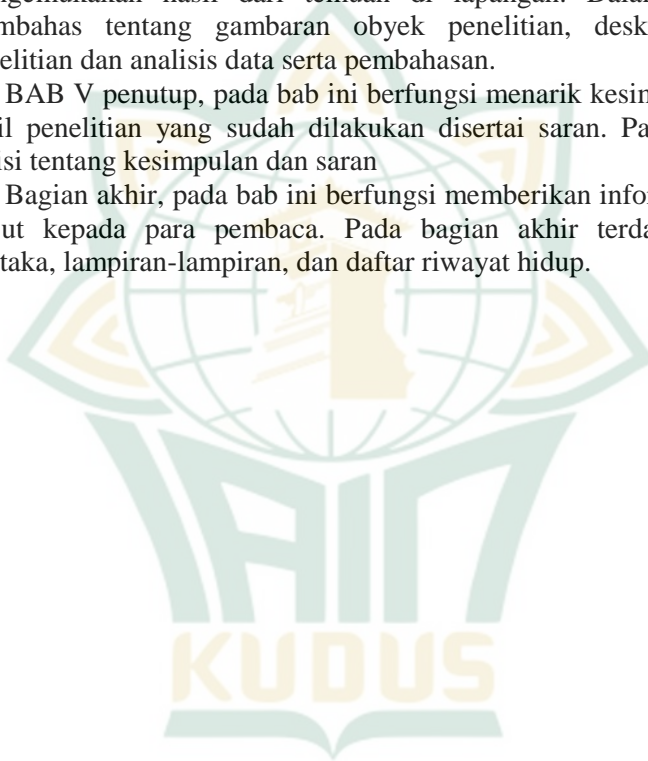 mbahas tentang gambaran obyek penelitian, desk
elitian dan analisis data serta pembahasan.
BAB V penutup, pada bab ini berfungsi menarik kesim
il penelitian yang sudah dilakukan disertai saran. Pa
isi tentang kesimpulan dan saran
Bagian akhir, pada bab ini berfungsi memberikan infor
ut kepada para pembaca. Pada bagian akhir terda
taka, lampiran-lampiran, dan daftar riwayat hidup.
IAIN
KUDUS